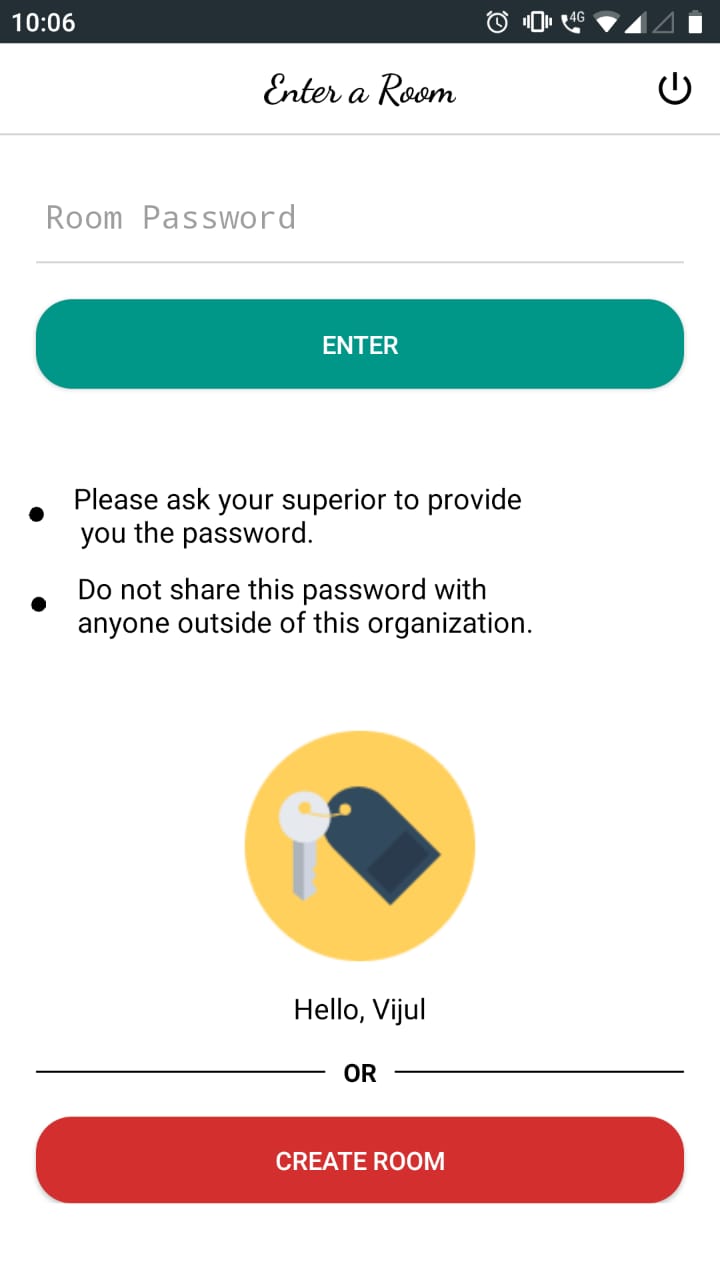 10:06
4G
Enter a Room
Room Password
ENTER
Please ask your superior to provide
you the password.
Do not share this password with
anyone outside of this organization.
Hello, Vijul
OR
CREATE ROOM